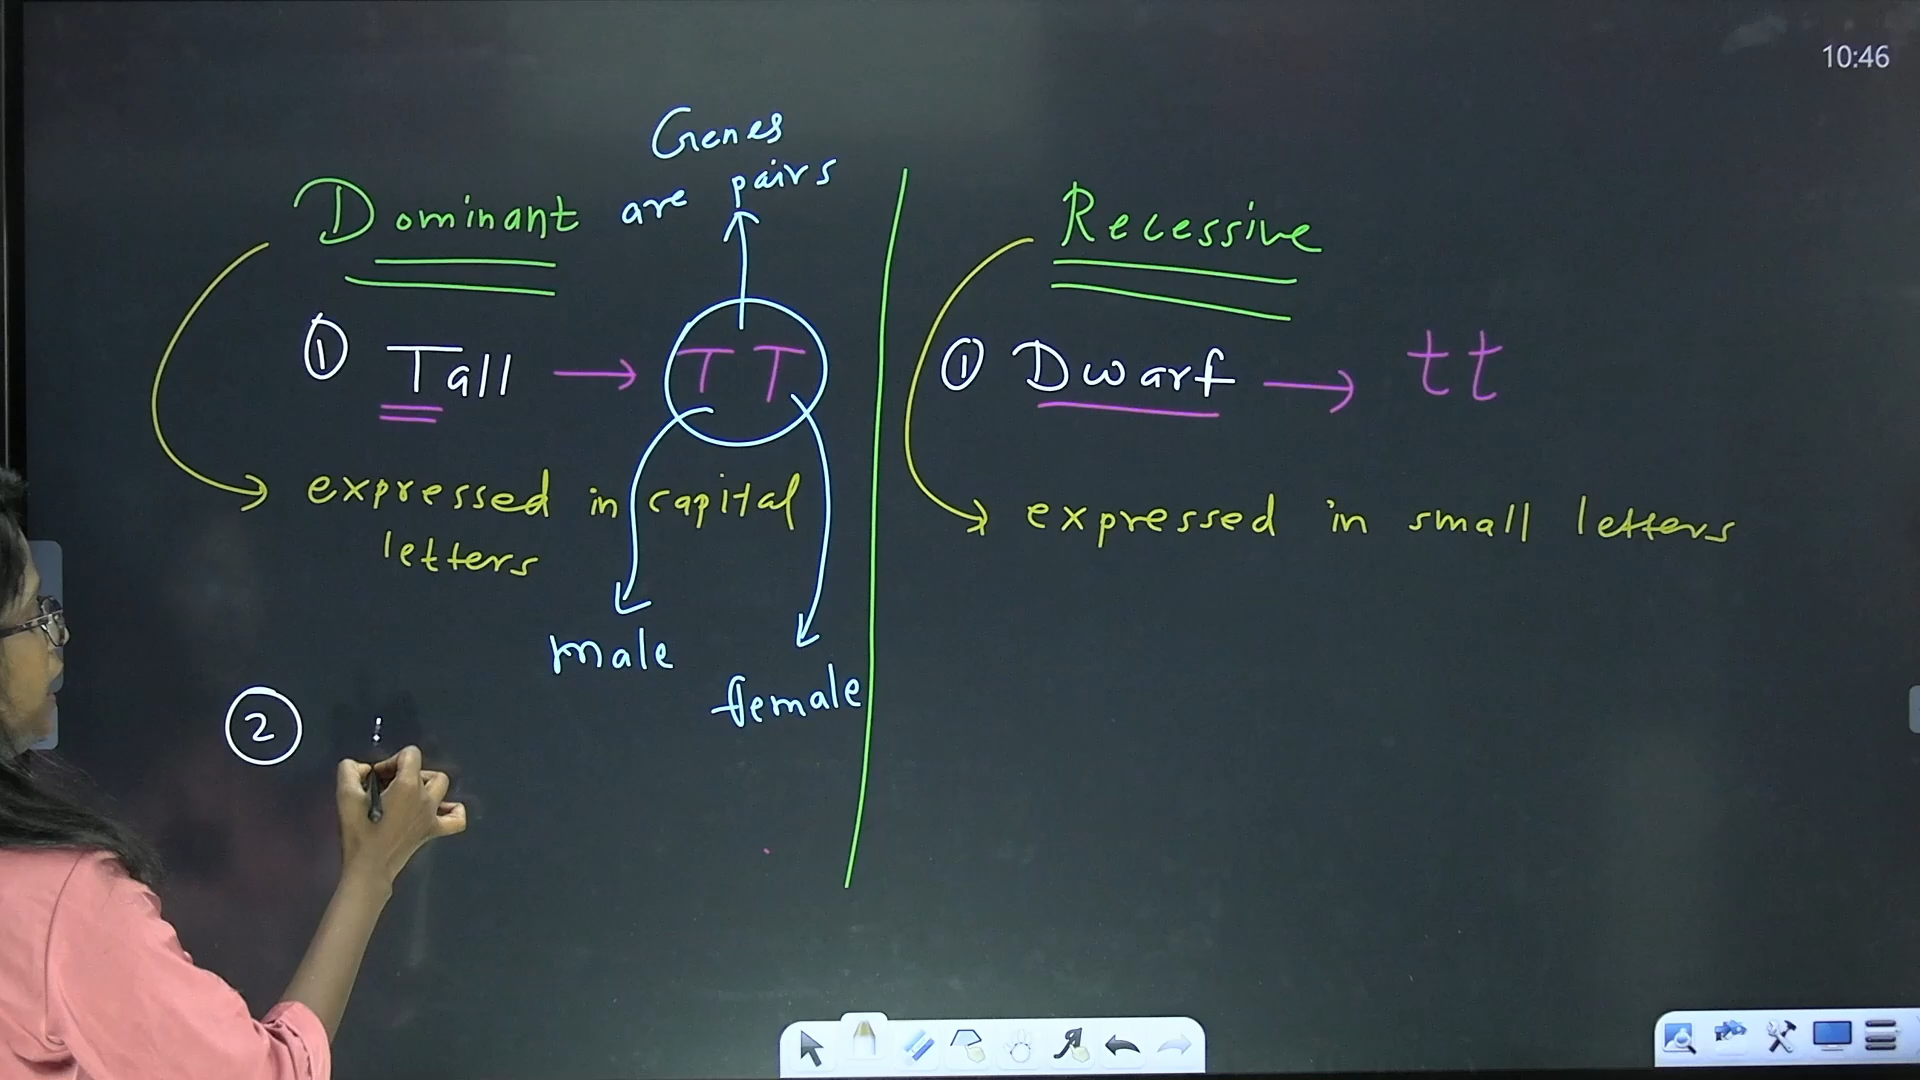 10:46
Genes
are pairs
Dominant
① Tall → TT
expressed in capital
letters
male
female
②
Recessive
① Dwarf → tt
expressed in small letters